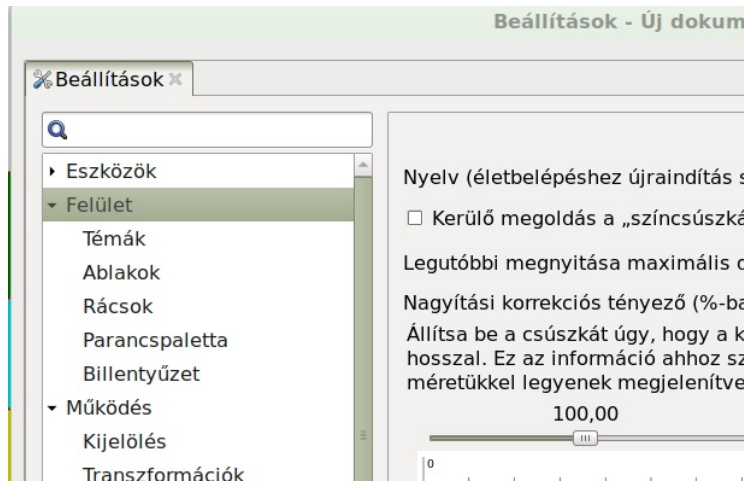 Beállítások - Új dokum
Beállítások
Eszközök
Felület
Témák
Ablakok
Rácsok
Parancspaletta
Billentyűzet
Működés
Kijelölés
Transzformációk
Nyelv (életbelépéshez újraindítás s
Kerülő megoldás a „színcsúszká
Legutóbbi megnyitása maximális d
Nagyítási korrekciós tényező (%-ba
Állítsa be a csúszkát úgy, hogy a k
hosszal. Ez az információ ahhoz sz
méretükkel legyenek megjelenítve
100,00
0